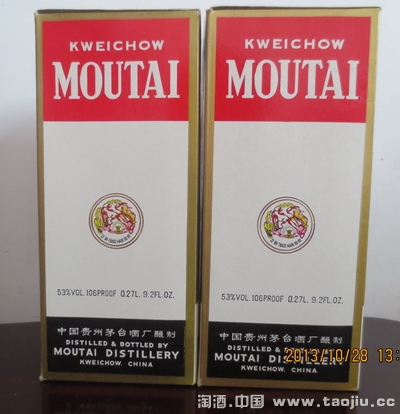 KWEICHOW
MOUTAI
53%VOL. 106PROOF 0.27L. 9.2FL.OZ.
中国贵州茅台酒厂酿制
DISTILLED & BOTTLED BY
MOUTAI DISTILLERY
KWEICHOW, CHINA
KWEICHOW
MOUTAI
53%VOL. 106PROOF 0.27L. 9.2FL.OZ.
中国贵州茅台酒厂酿制
DISTILLED & BOTTLED BY
MOUTAI DISTILLERY
KWEICHOW, CHINA
2013/10/28 13:
淘酒.中国 www.taojiu.cc